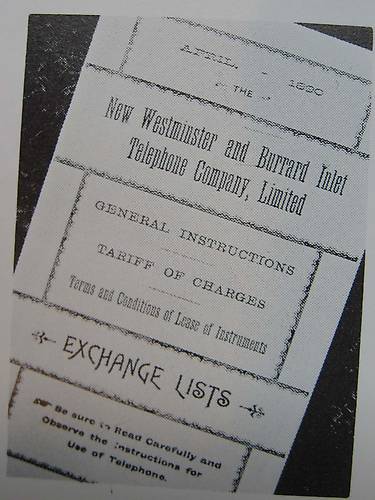 APRIL, - 1890
THE
New Westminster and Burrard Inlet
Telephone Company, Limited
GENERAL INSTRUCTIONS
TARIFF OF CHARGES
Terms and Conditions of Lease of Instruments
EXCHANGE LISTS
Be sure to Read Carefully and
Observe the Instructions for
Use of Telephone.